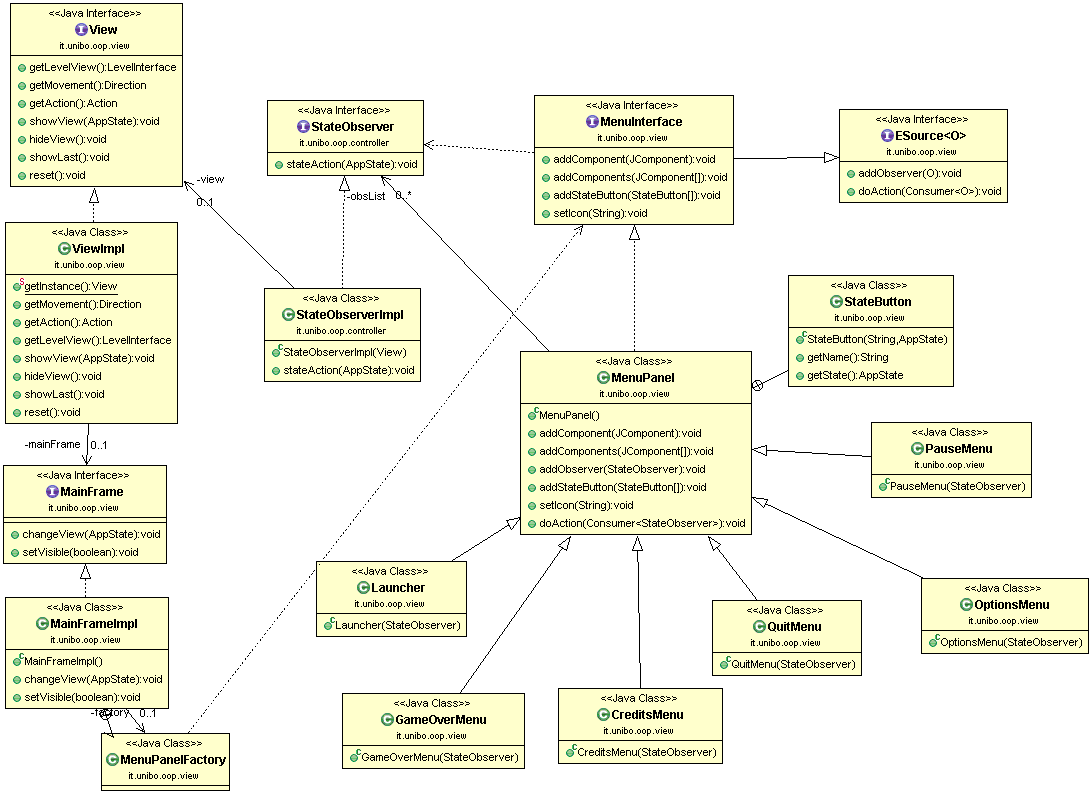 <<Java Interface>>
View
it.unibo.oop.view
getLevelView():LevelInterface
getMovement():Direction
getAction():Action
showView(AppState):void
hideView():void
showLast():void
reset():void
<<Java Interface>>
StateObserver
it.unibo.oop.controller
stateAction(AppState):void
<<Java Interface>>
MenuInterface
it.unibo.oop.view
addComponent(JComponent):void
addComponents(JComponent[]):void
addStateButton(StateButton[]):void
setIcon(String):void
<<Java Interface>>
ESource<O>
it.unibo.oop.view
addObserver(O):void
doAction(Consumer<O>):void
-view
0..1
-obsList
0..*
<<Java Class>>
ViewImpl
it.unibo.oop.view
getInstance():View
getMovement():Direction
getAction():Action
getLevelView():LevelInterface
showView(AppState):void
hideView():void
showLast():void
reset():void
<<Java Class>>
StateObserverImpl
it.unibo.oop.controller
StateObserverImpl(View)
stateAction(AppState):void
<<Java Class>>
StateButton
it.unibo.oop.view
StateButton(String,AppState)
getName():String
getState():AppState
<<Java Class>>
MenuPanel
it.unibo.oop.view
MenuPanel()
addComponent(JComponent):void
addComponents(JComponent[]):void
addObserver(StateObserver):void
addStateButton(StateButton[]):void
setIcon(String):void
doAction(Consumer<StateObserver>):void
<<Java Class>>
PauseMenu
it.unibo.oop.view
PauseMenu(StateObserver)
-mainFrame
0..1
<<Java Interface>>
MainFrame
it.unibo.oop.view
changeView(AppState):void
setVisible(boolean):void
<<Java Class>>
Launcher
it.unibo.oop.view
Launcher(StateObserver)
<<Java Class>>
OptionsMenu
it.unibo.oop.view
OptionsMenu(StateObserver)
<<Java Class>>
QuitMenu
it.unibo.oop.view
QuitMenu(StateObserver)
<<Java Class>>
MainFrameImpl
it.unibo.oop.view
MainFrameImpl()
changeView(AppState):void
setVisible(boolean):void
-factory
0..1
<<Java Class>>
GameOverMenu
it.unibo.oop.view
GameOverMenu(StateObserver)
<<Java Class>>
CreditsMenu
it.unibo.oop.view
CreditsMenu(StateObserver)
<<Java Class>>
MenuPanelFactory
it.unibo.oop.view